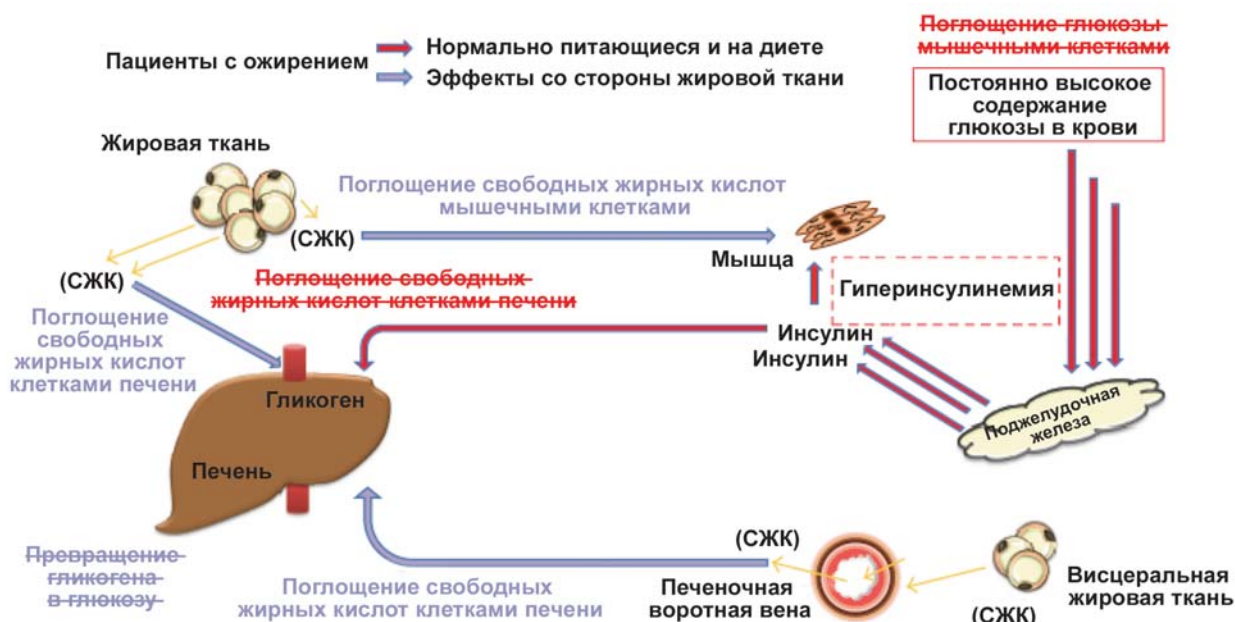 Пациенты с ожирением
Нормально питающиеся и на диете
Эффекты со стороны жировой ткани
Поглощение глюкозы
мышечными клетками
Постоянно высокое
содержание
глюкозы в крови
Жировая ткань
Поглощение свободных жирных кислот
мышечными клетками
(СЖК)
Мышца
(СЖК)
Поглощение свободных
жирных кислот клетками печени
Гиперинсулинемия
Поглощение
свободных
жирных кислот
клетками печени
Инсулин
Инсулин
Гликоген
Поджелудочная
железа
Печень
(СЖК)
Превращение
гликогена
в глюкозу
Поглощение свободных
жирных кислот клетками печени
Печеночная
воротная вена
Висцеральная
жировая ткань
(СЖК)